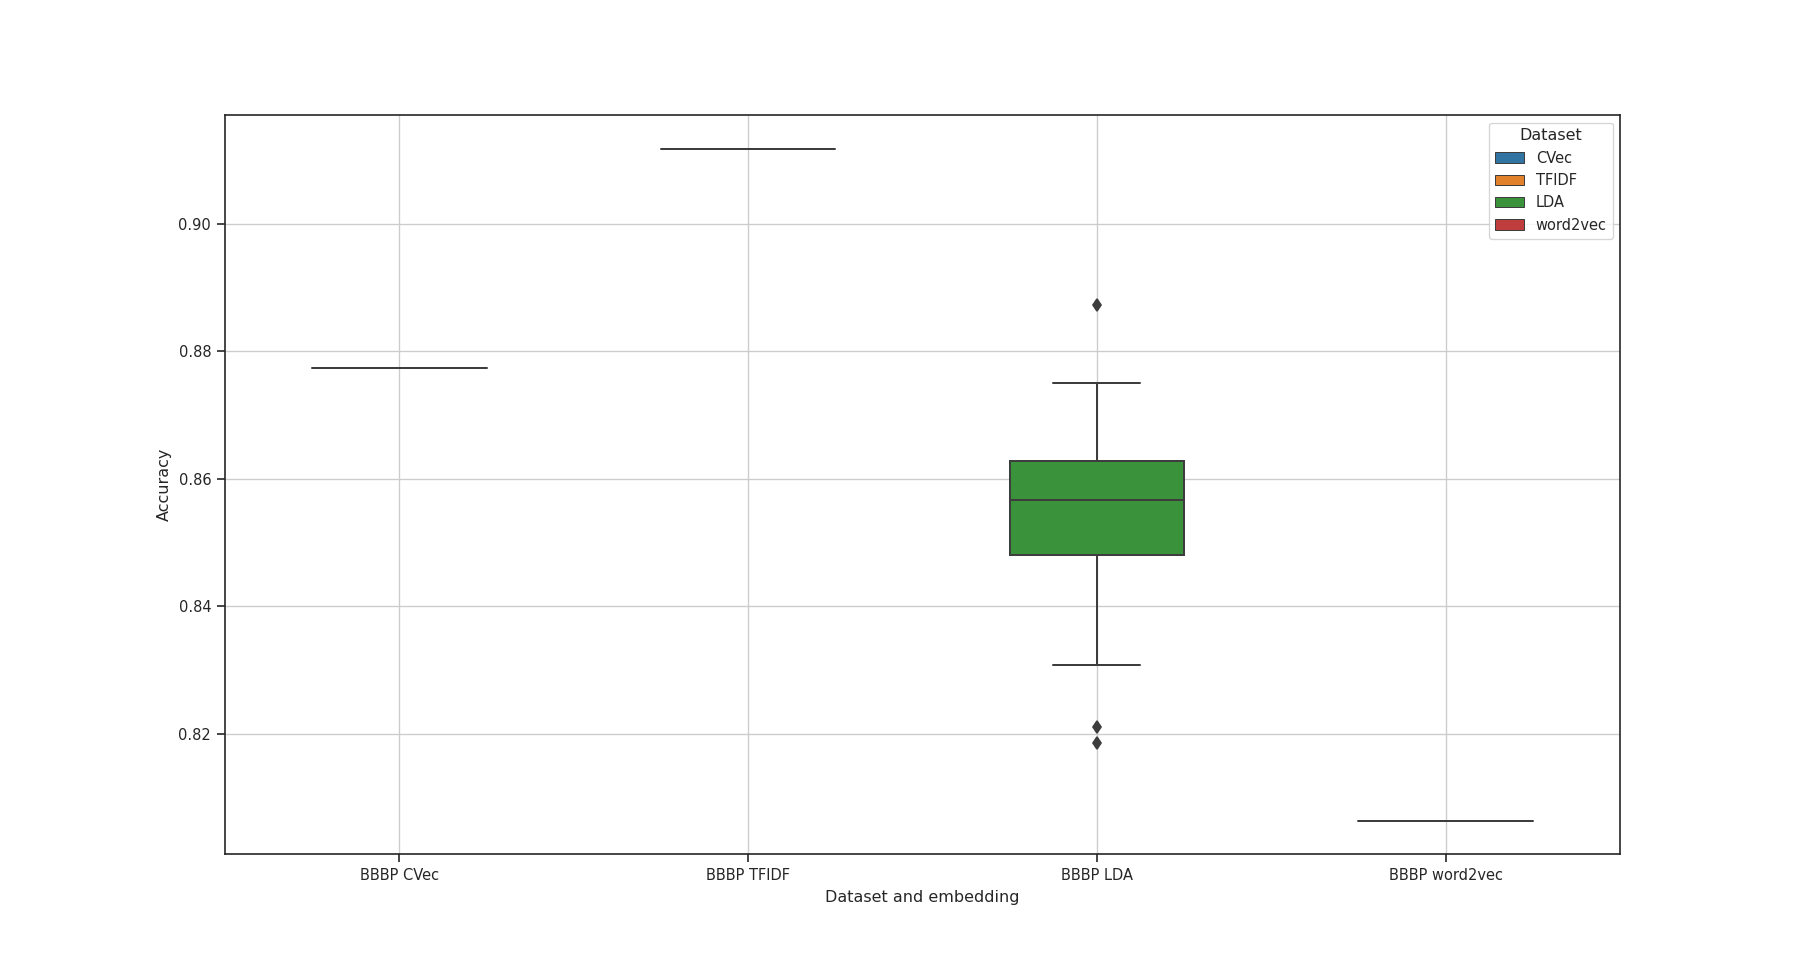 Dataset
CVec
TFIDF
LDA
word2vec
0.90
0.88
0.86
0.84
0.82
Accuracy
BBBP CVec BBBP TFIDF BBBP LDA BBBP word2vec
Dataset and embedding